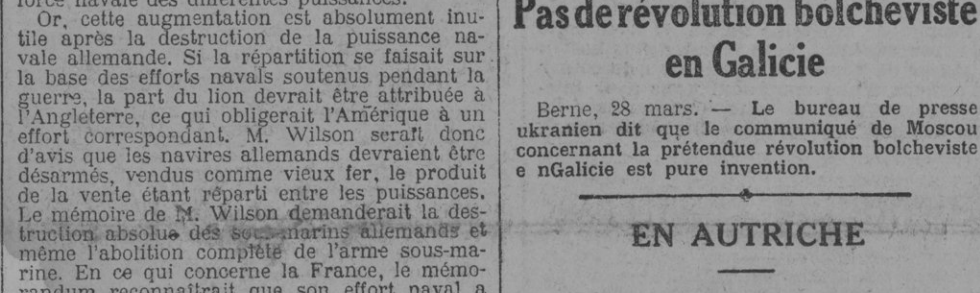 force navale des différentes puissances.
Or, cette augmentation est absolument inu-
tile après la destruction de la puissance na-
vale allemande. Si la répartition se faisait sur
la base des efforts navals soutenus pendant la
guerre, la part du lion devrait être attribuée à
l'Angleterre, ce qui obligerait l'Amérique à un
effort correspondant. M. Wilson serait donc
d'avis que les navires allemands devraient être
désarmés, vendus comme vieux fer, le produit
de la vente étant réparti entre les puissances.
Le mémoire de M. Wilson demanderait la des-
truction absolue des sous-marins allemands et
même l'abolition complète de l'arme sous-ma-
rine. En ce qui concerne la France, le mémo-
randum reconnaîtrait que son effort naval a
Pas de révolution bolcheviste
en Galicie
Berne, 28 mars. — Le bureau de presse
ukranien dit que le communiqué de Moscou
concernant la prétendue révolution bolcheviste
e nGalicie est pure invention.
EN AUTRICHE